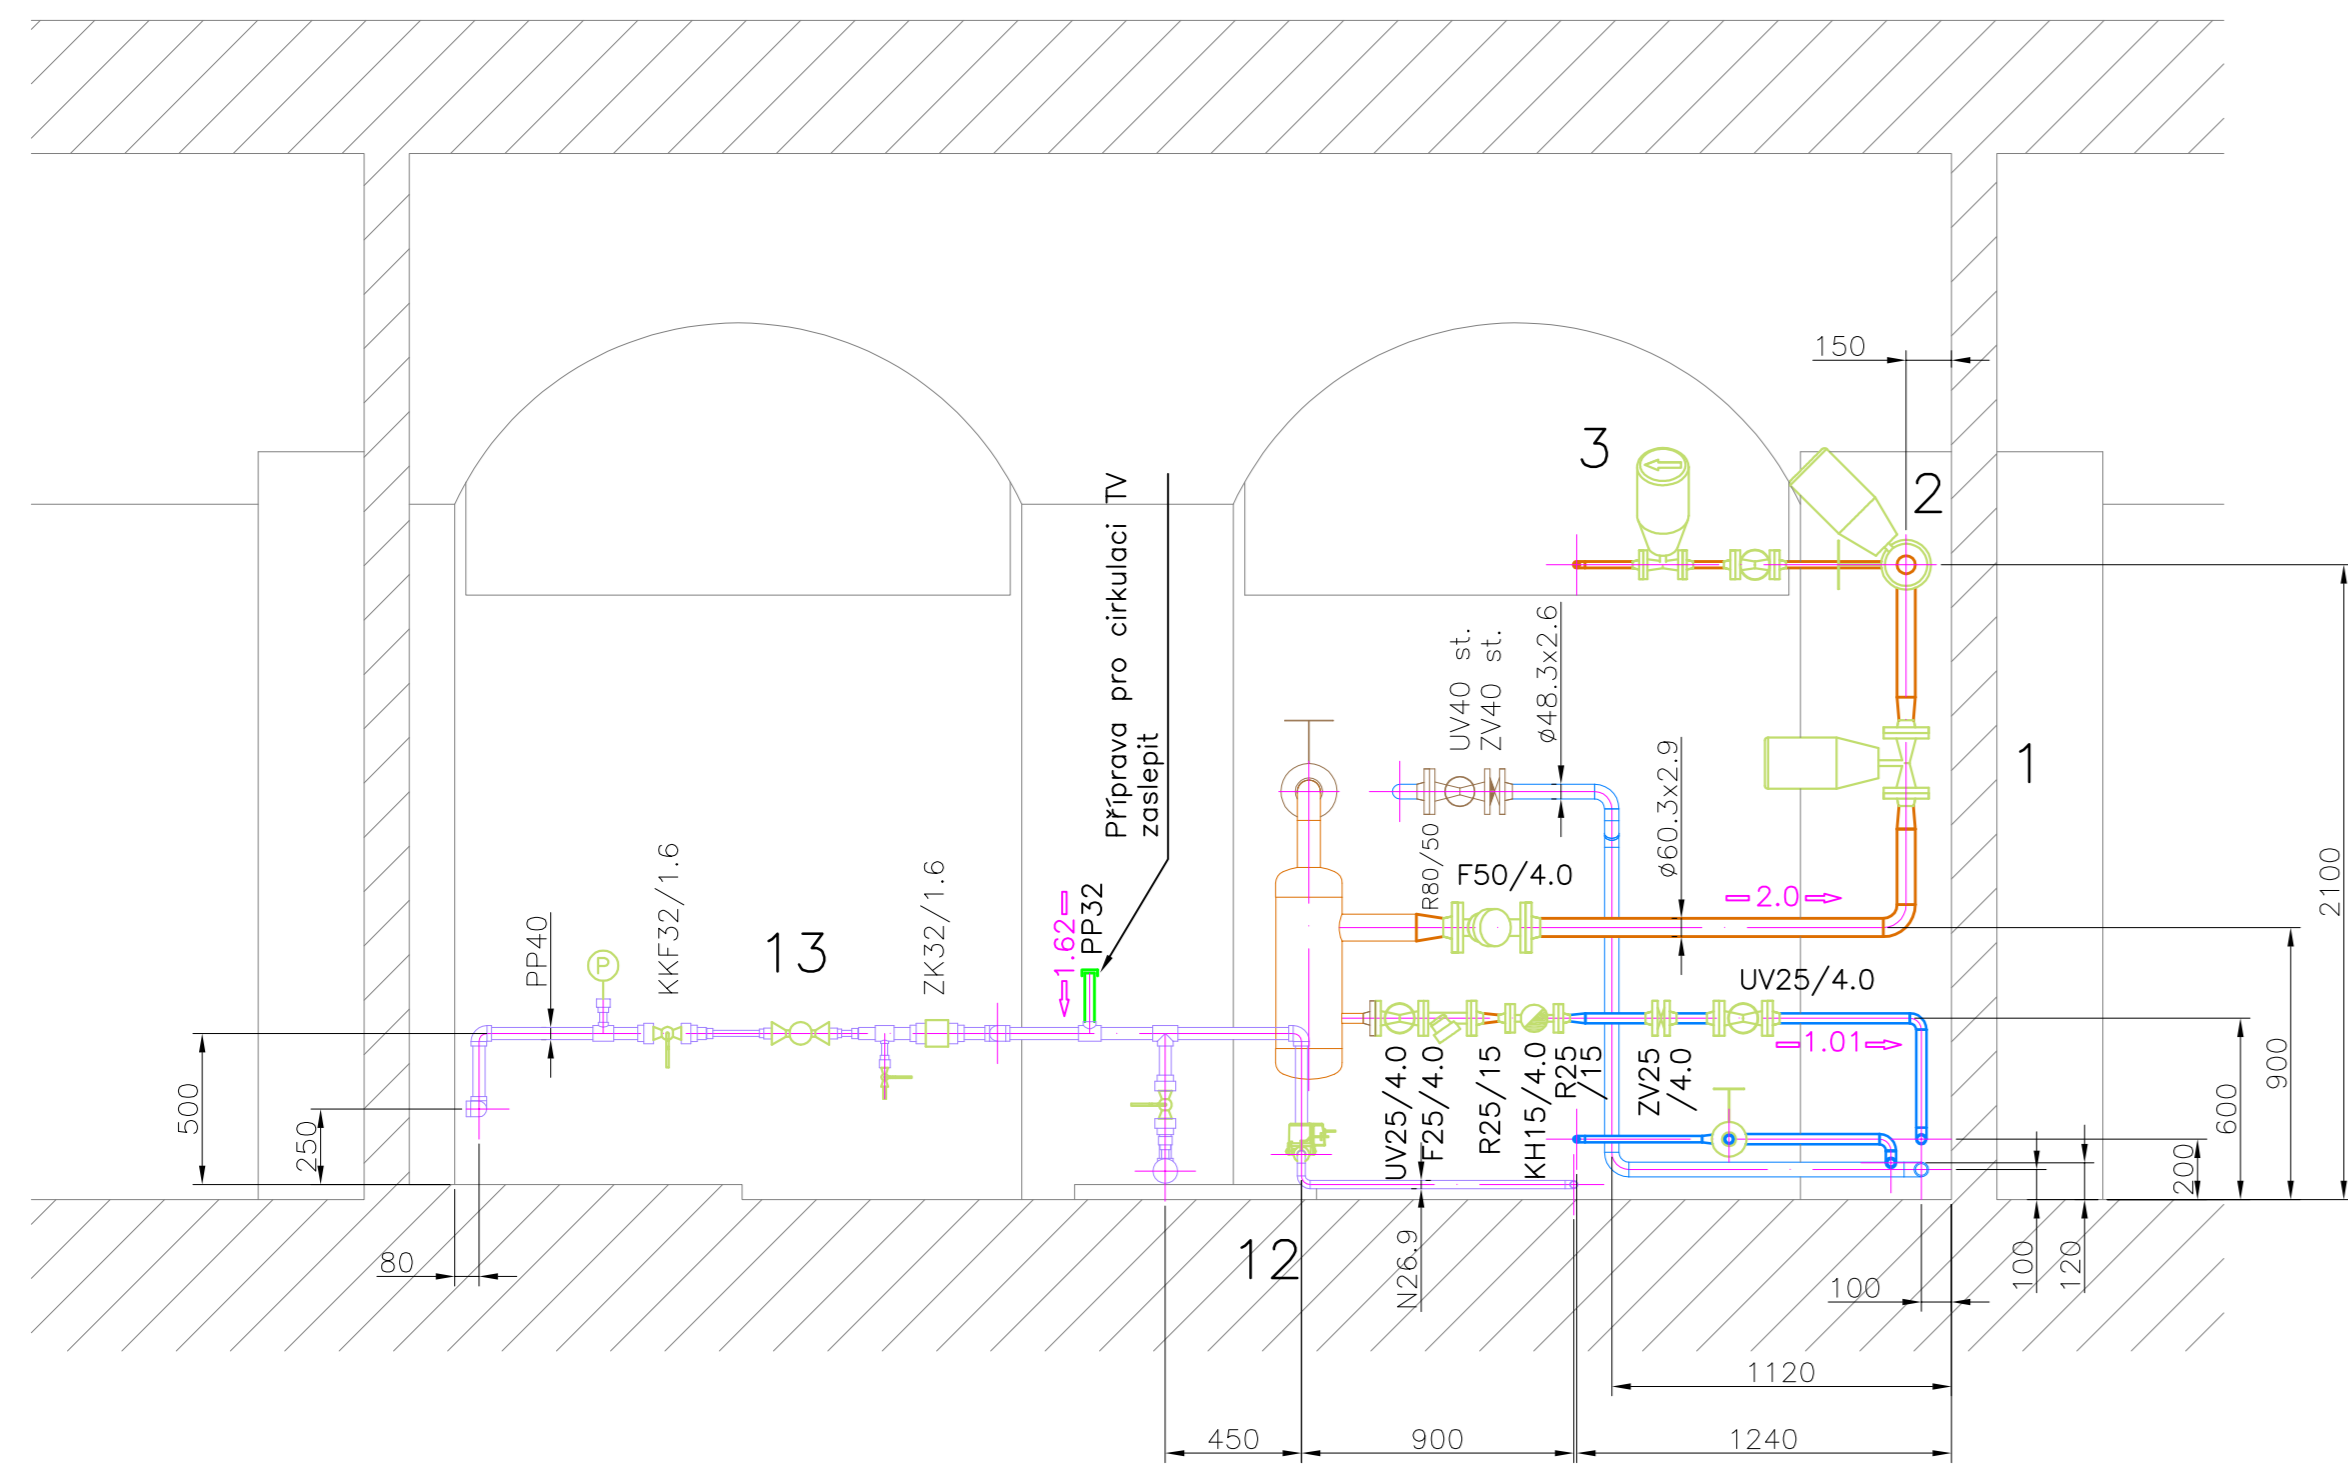 150
3
2
Příprava pro cirkulaci TV
zaslepit
UV40 st.
ZV40 st.
ø48.3x2.6
1
ø60.3x2.9
R80/50
F50/4.0
2.0
2100
PP40
P
KKF32/1.6
13
ZK32/1.6
1.62
PP32
UV25/4.0
1.01
UV25/4.0
F25/4.0
R25/15
KH15/4.0
R25
/15
ZV25
/4.0
500
250
900
600
200
80
12
N26.9
100
100
120
1120
450
900
1240